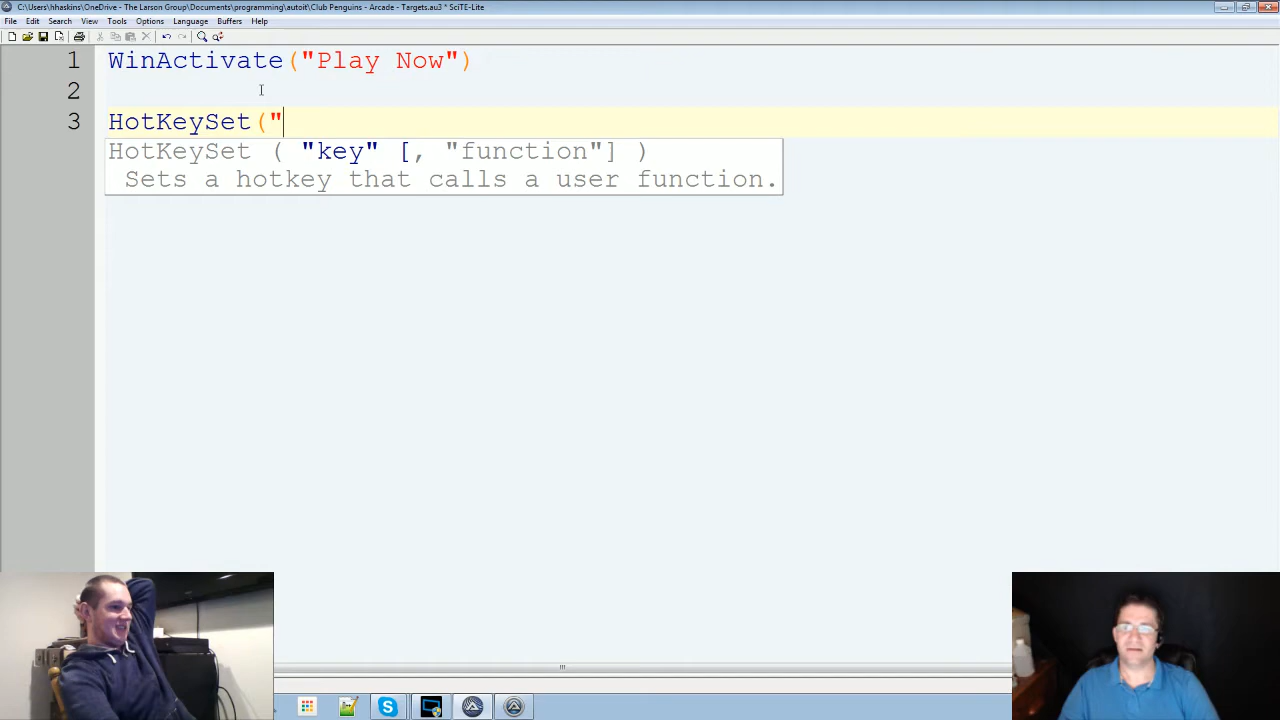 C:\Users\hhaskins\OneDrive - The Larson Group\Documents\programming\autoit\Club Penguins - Arcade - Targets.au3 * SciTE-Lite
File Edit Search View Tools Options Language Buffers Help
1 WinActivate("Play Now")
2
3 HotKeySet("
HotKeySet ( "key" [, "function"] )
Sets a hotkey that calls a user function.